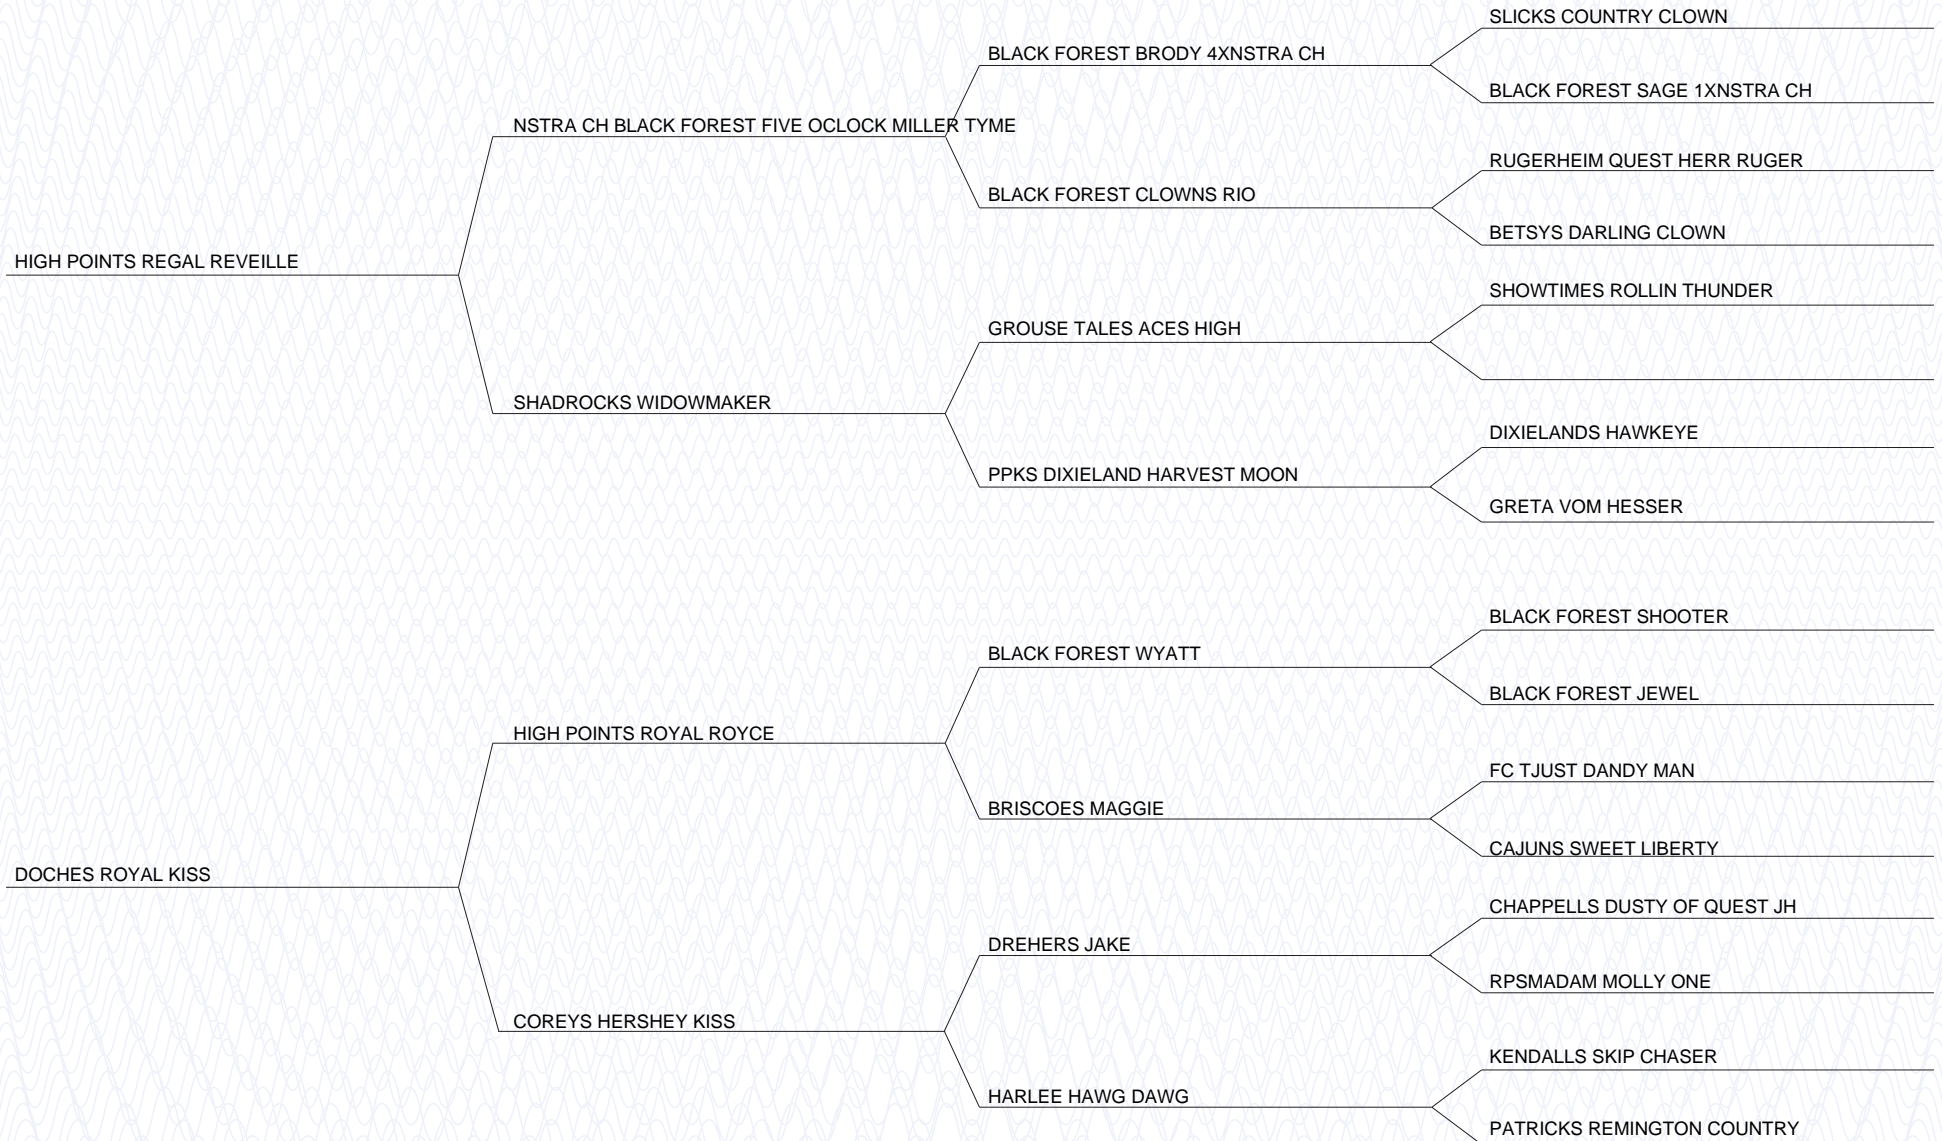 SLICKS COUNTRY CLOWN
BLACK FOREST BRODY 4XNSTRA CH
BLACK FOREST SAGE 1XNSTRA CH
NSTRA CH BLACK FOREST FIVE OCLOCK MILLER TYME
RUGERHEIM QUEST HERR RUGER
BLACK FOREST CLOWNS RIO
BETSYS DARLING CLOWN
HIGH POINTS REGAL REVEILLE
SHOWTIMES ROLLIN THUNDER
GROUSE TALES ACES HIGH
SHADROCKS WIDOWMAKER
DIXIELANDS HAWKEYE
PPKS DIXIELAND HARVEST MOON
GRETA VOM HESSER
BLACK FOREST SHOOTER
BLACK FOREST WYATT
BLACK FOREST JEWEL
HIGH POINTS ROYAL ROYCE
FC TJUST DANDY MAN
BRISCOES MAGGIE
CAJUNS SWEET LIBERTY
DOCHES ROYAL KISS
CHAPPELLS DUSTY OF QUEST JH
DREHERS JAKE
RPSMADAM MOLLY ONE
COREYS HERSHEY KISS
KENDALLS SKIP CHASER
HARLEE HAWG DAWG
PATRICKS REMINGTON COUNTRY